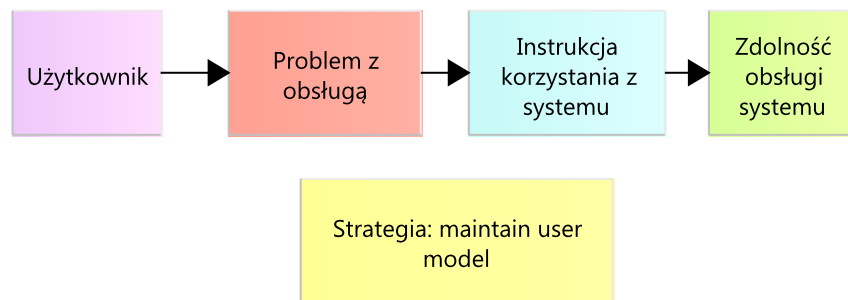 Użytkownik
Problem z
obsługą
Instrukcja
korzystania z
systemu
Zdolność
obsługi
systemu
Strategia: maintain user
model